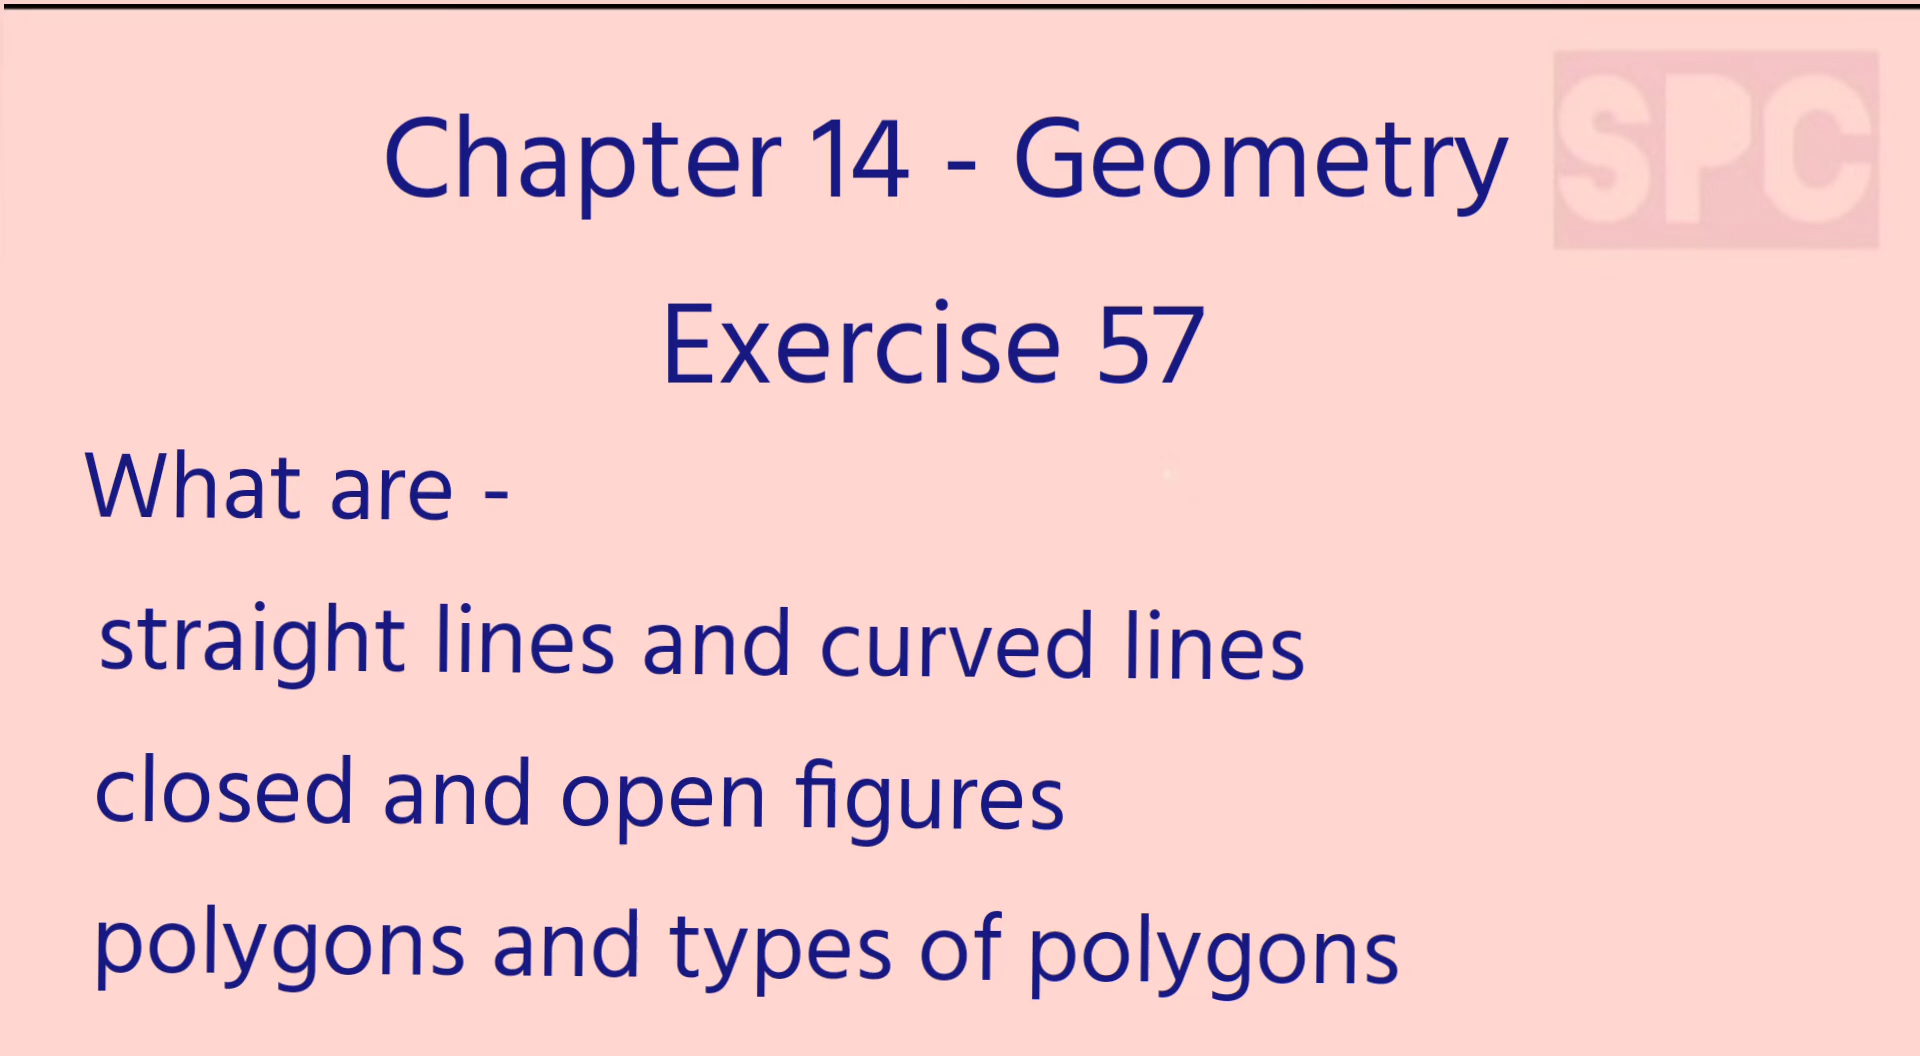 SPC
Chapter 14 - Geometry
Exercise 57
What are -
straight lines and curved lines
closed and open figures
polygons and types of polygons